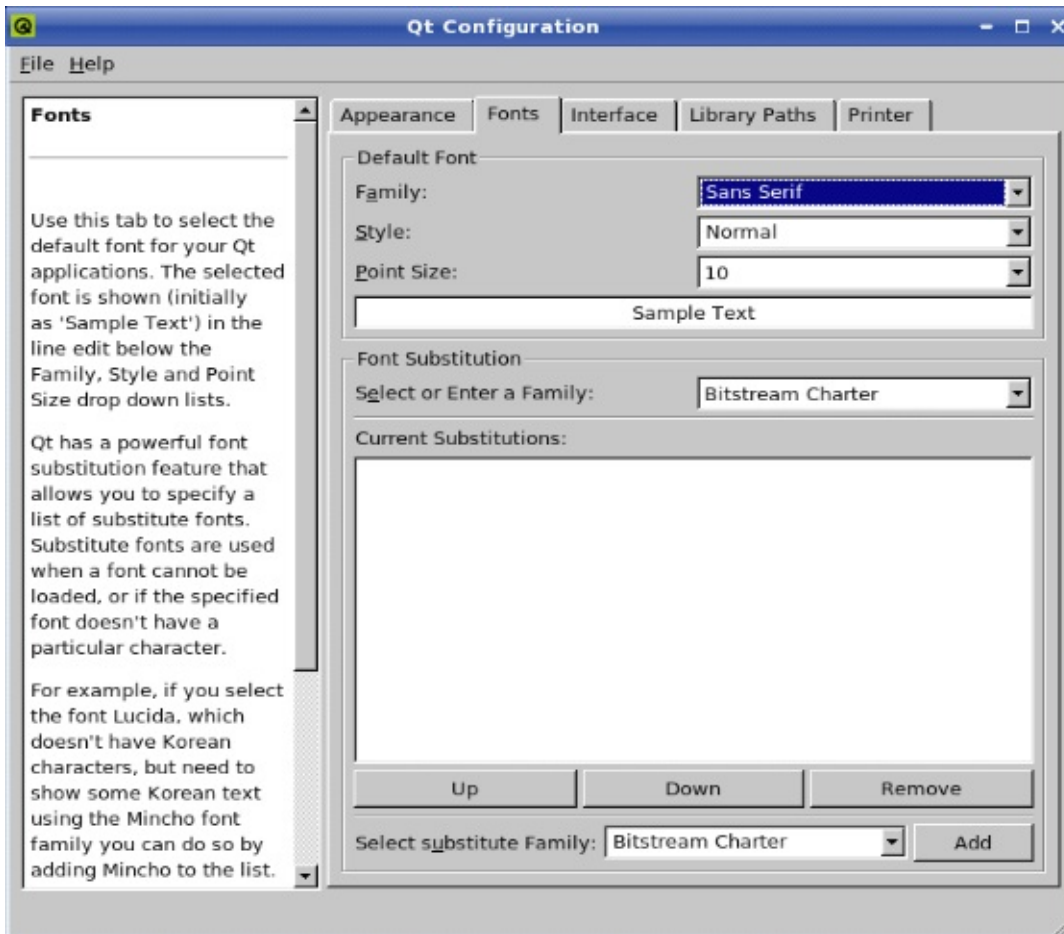 Qt Configuration
File Help
Fonts
Use this tab to select the
default font for your Qt
applications. The selected
font is shown (initially
as 'Sample Text') in the
line edit below the
Family, Style and Point
Size drop down lists.
Qt has a powerful font
substitution feature that
allows you to specify a
list of substitute fonts.
Substitute fonts are used
when a font cannot be
loaded, or if the specified
font doesn't have a
particular character.
For example, if you select
the font Lucida, which
doesn't have Korean
characters, but need to
show some Korean text
using the Mincho font
family you can do so by
adding Mincho to the list.
Appearance Fonts Interface Library Paths Printer
Default Font
Family: Sans Serif
Style: Normal
Point Size: 10
Sample Text
Font Substitution
Select or Enter a Family: Bitstream Charter
Current Substitutions:
Up Down Remove
Select substitute Family: Bitstream Charter Add